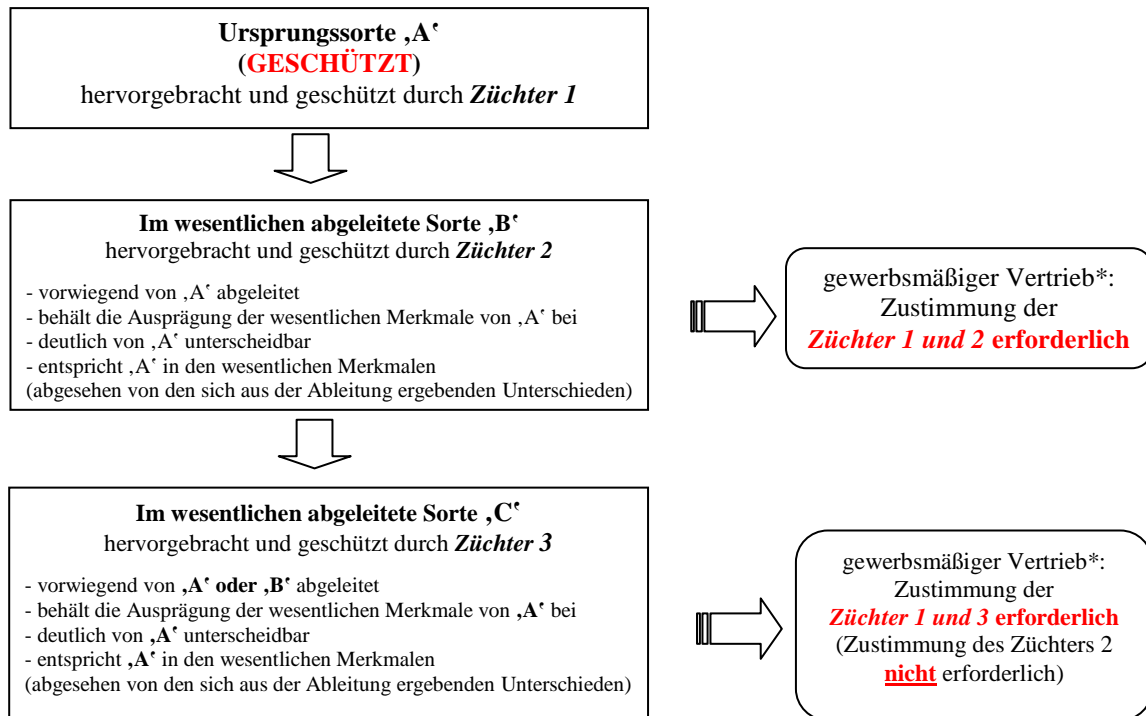 Ursprungssorte ‚A‛
(GESCHÜTZT)
hervorgebracht und geschützt durch Züchter 1
Im wesentlichen abgeleitete Sorte ‚B‛
hervorgebracht und geschützt durch Züchter 2
- vorwiegend von ‚A‛ abgeleitet
- behält die Ausprägung der wesentlichen Merkmale von ‚A‛ bei
- deutlich von ‚A‛ unterscheidbar
- entspricht ‚A‛ in den wesentlichen Merkmalen
(abgesehen von den sich aus der Ableitung ergebenden Unterschieden)
gewerbsmäßiger Vertrieb*:
Zustimmung der
Züchter 1 und 2 erforderlich
Im wesentlichen abgeleitete Sorte ‚C‛
hervorgebracht und geschützt durch Züchter 3
- vorwiegend von ‚A‛ oder ‚B‛ abgeleitet
- behält die Ausprägung der wesentlichen Merkmale von ‚A‛ bei
- deutlich von ‚A‛ unterscheidbar
- entspricht ‚A‛ in den wesentlichen Merkmalen
(abgesehen von den sich aus der Ableitung ergebenden Unterschieden)
gewerbsmäßiger Vertrieb*:
Zustimmung der
Züchter 1 und 3 erforderlich
(Zustimmung des Züchters 2
nicht erforderlich)